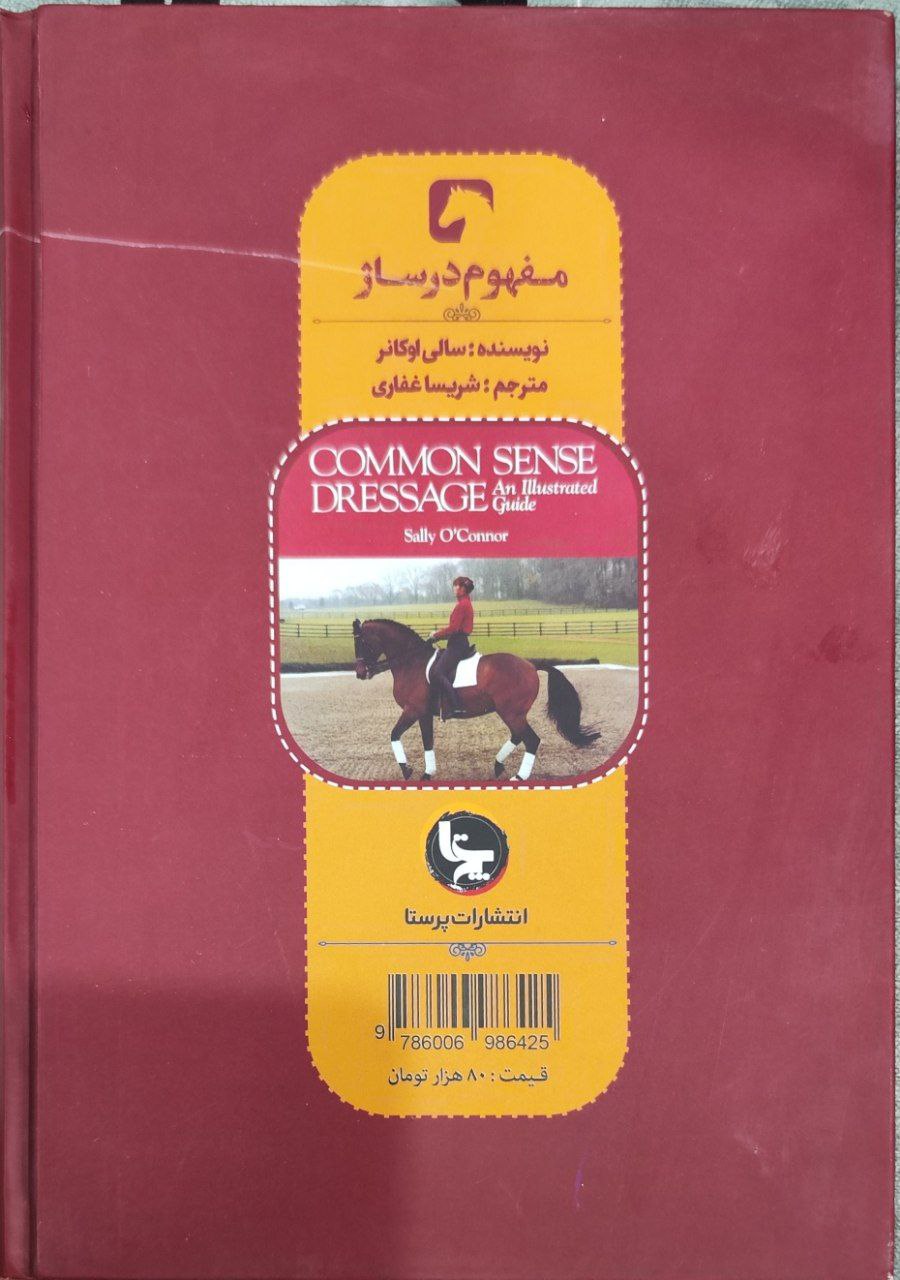 مفهوم درساژ
نویسنده : سالی اوکانر
مترجم : شریسا غفاری
COMMON SENSE
DRESSAGE An Illustrated Guide
Sally O'Connor
پرستا
انتشارات پرستا
9 786006 986425
قیمت : ۸۰ هزار تومان